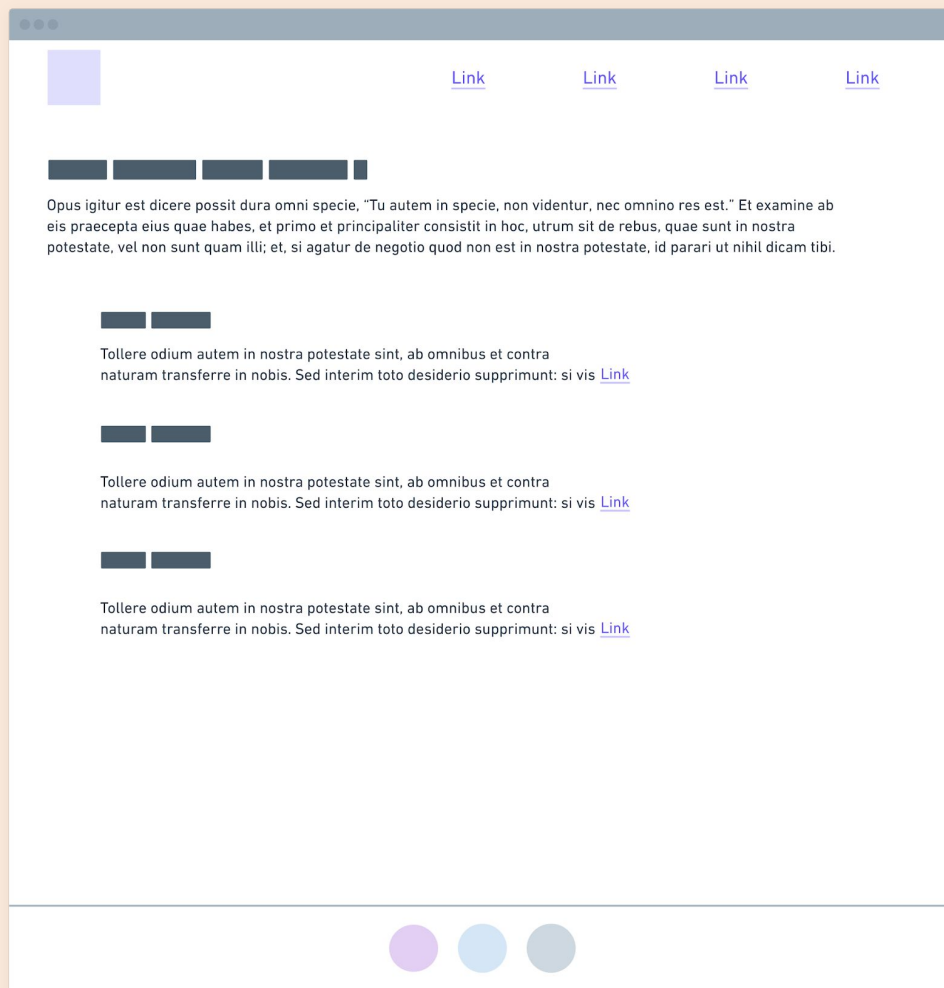 Link Link Link Link
Opus igitur est dicere possit dura omni specie, “Tu autem in specie, non videntur, nec omnino res est.” Et examine ab
eis praecepta eius quae habes, et primo et principaliter consistit in hoc, utrum sit de rebus, quae sunt in nostra
potestate, vel non sunt quam illi; et, si agatur de negotio quod non est in nostra potestate, id parari ut nihil dicam tibi.
Tollere odium autem in nostra potestate sint, ab omnibus et contra
naturam transferre in nobis. Sed interim toto desiderio supprimunt: si vis Link
Tollere odium autem in nostra potestate sint, ab omnibus et contra
naturam transferre in nobis. Sed interim toto desiderio supprimunt: si vis Link
Tollere odium autem in nostra potestate sint, ab omnibus et contra
naturam transferre in nobis. Sed interim toto desiderio supprimunt: si vis Link